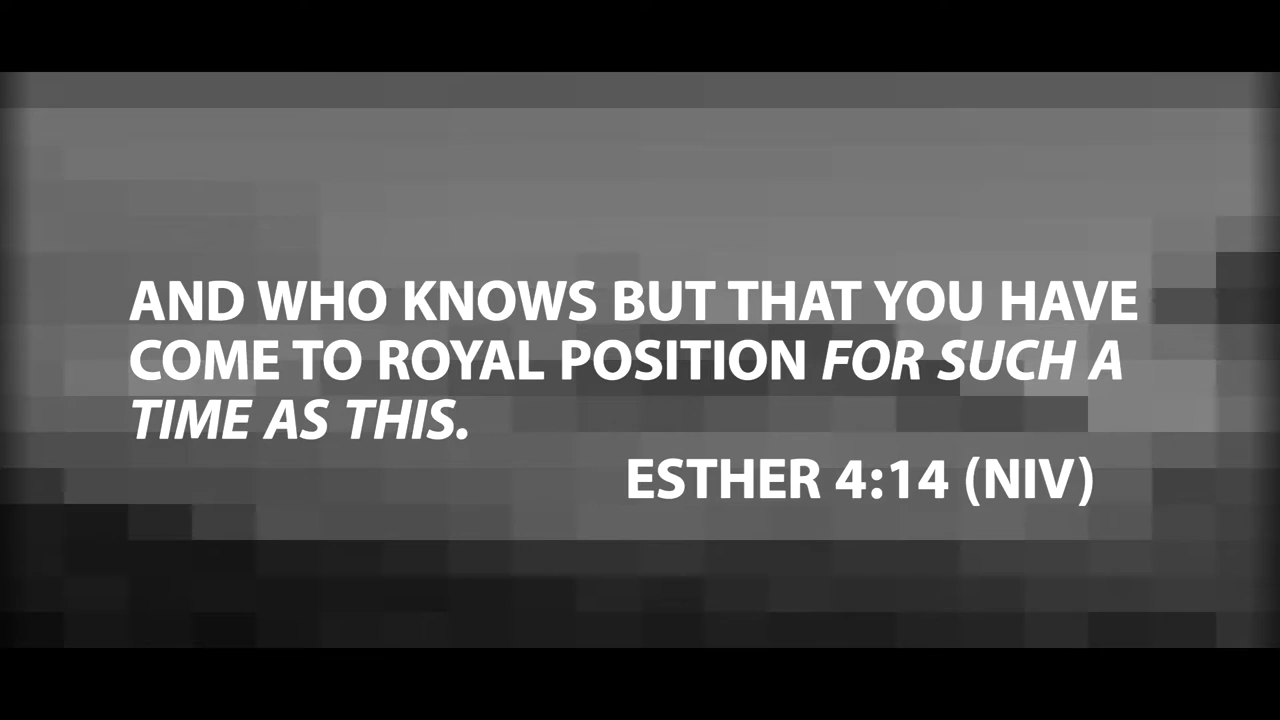 AND WHO KNOWS BUT THAT YOU HAVE
COME TO ROYAL POSITION FOR SUCH A
TIME AS THIS.
ESTHER 4:14 (NIV)